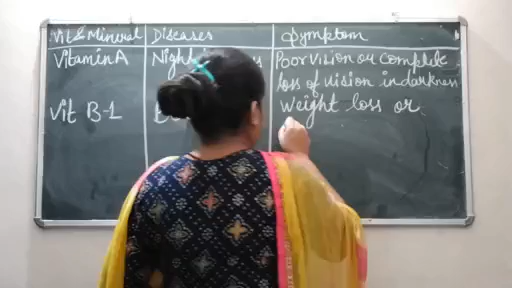 Vit & Mineral Diseases Symptom
Vitamin A Poor vision or complete
loss of vision in darkness
Vit B-1 Weight loss or